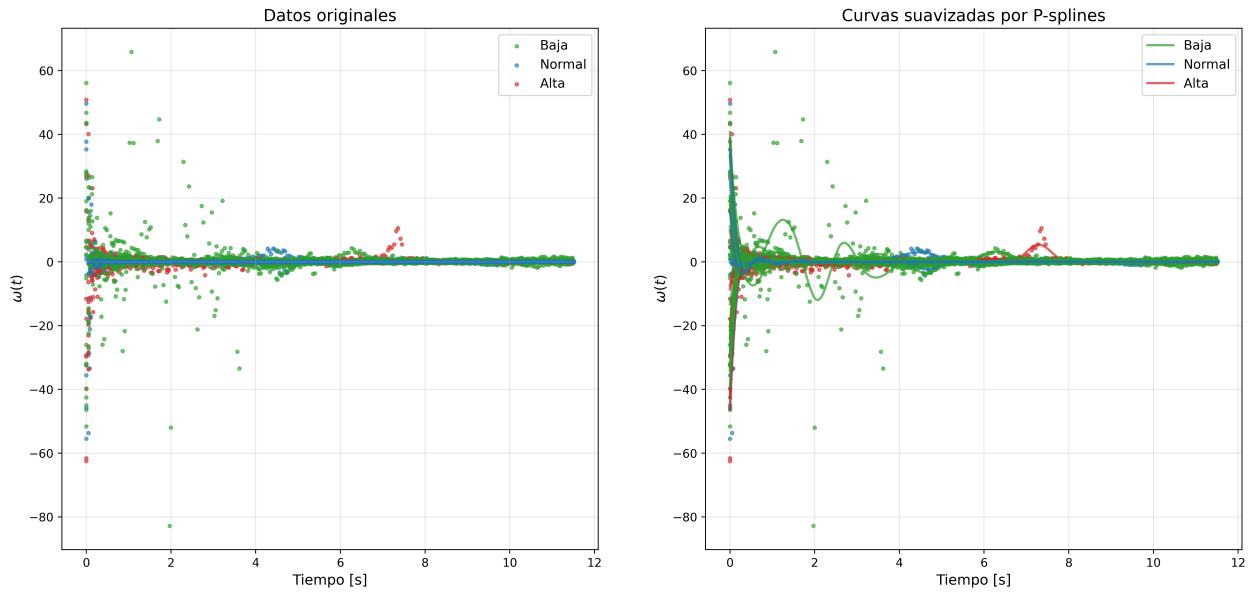 Datos originales
60
40
20
0
−20
−40
−60
−80
ω(t)
0 2 4 6 8 10 12
Tiempo [s]
Baja
Normal
Alta
Curvas suavizadas por P-splines
60
40
20
0
−20
−40
−60
−80
ω(t)
0 2 4 6 8 10 12
Tiempo [s]
Baja
Normal
Alta